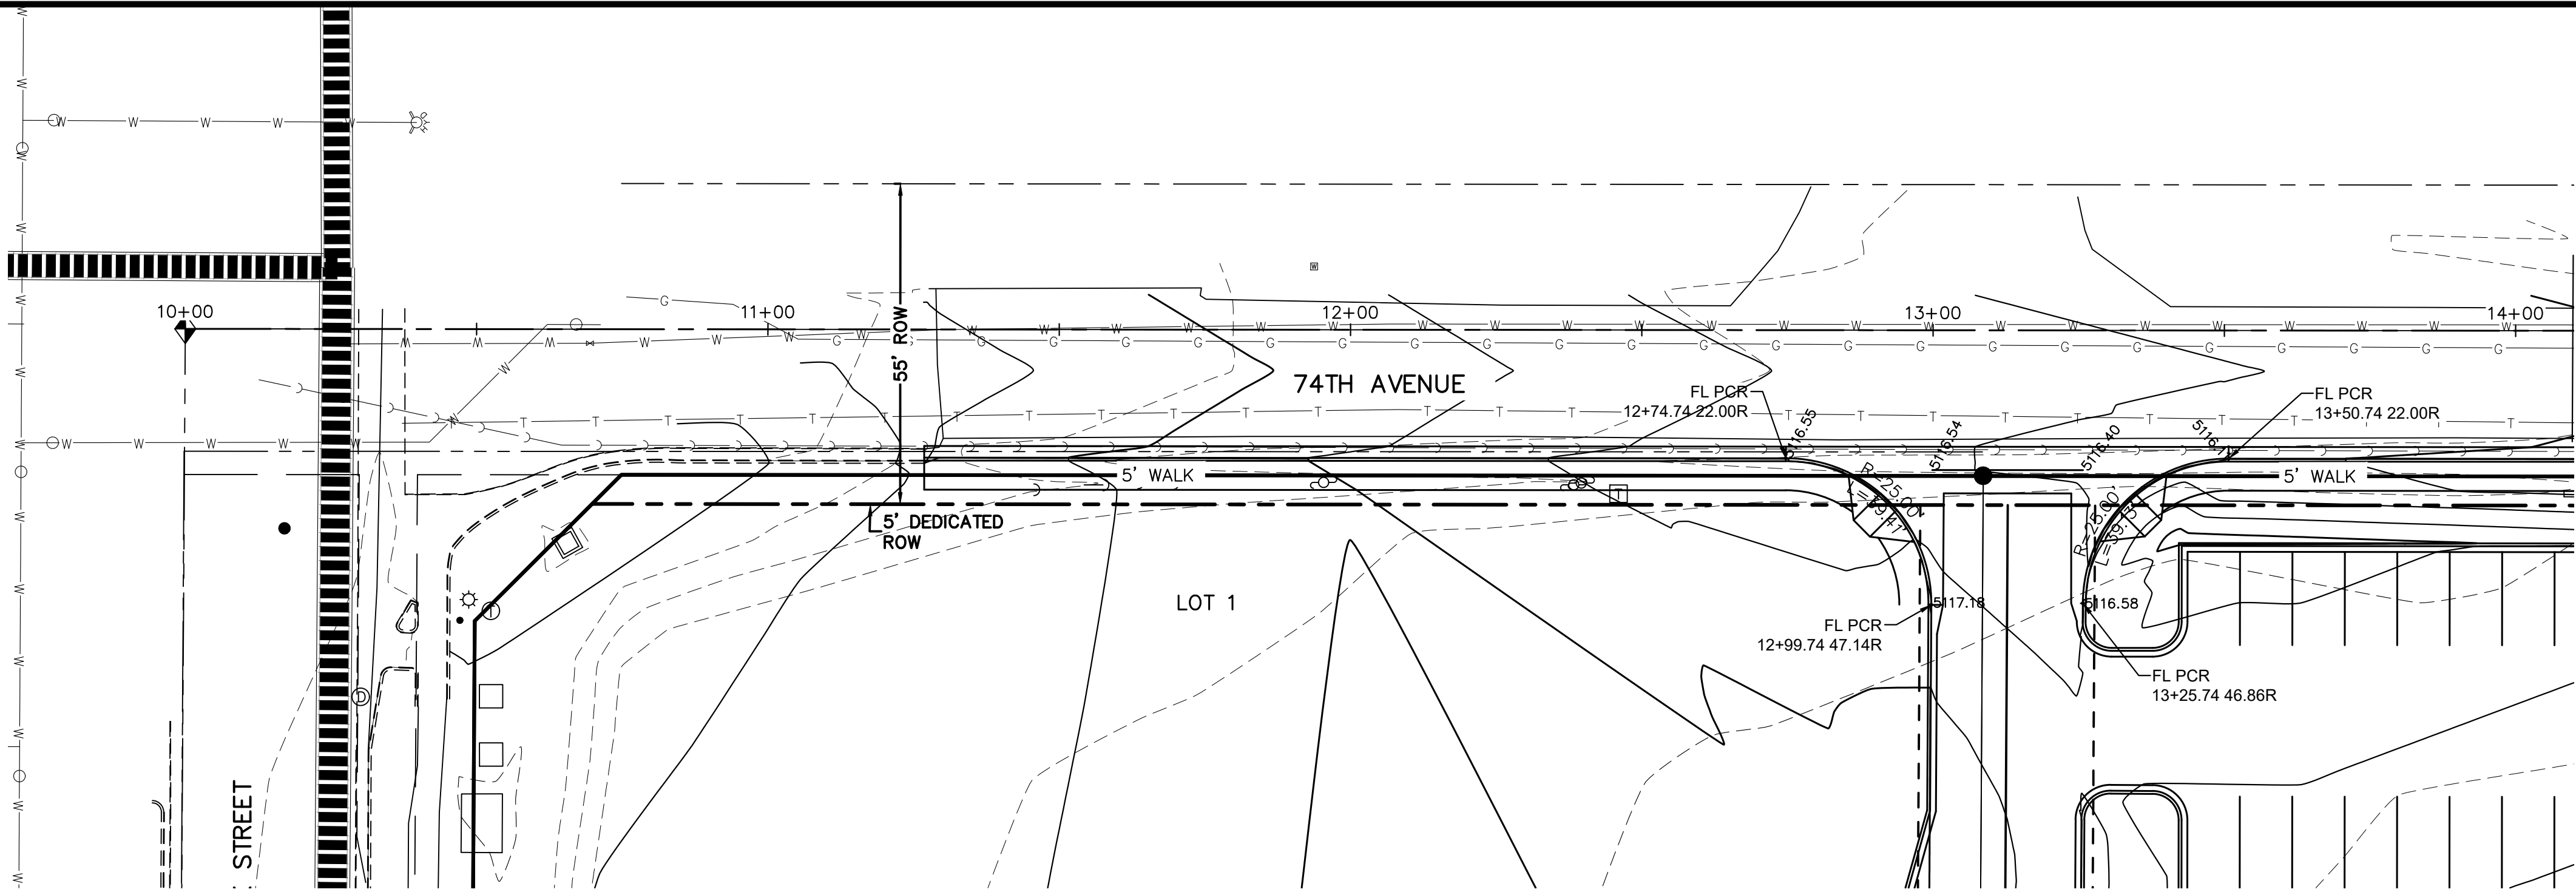 10+00
11+00
12+00
13+00
14+00
55' ROW
74TH AVENUE
FL PCR
12+74.74 22.00R
FL PCR
13+50.74 22.00R
5116.55
5116.54
5116.40
5' WALK
5' WALK
R=25.00'
R=25.00'
5' DEDICATED
ROW
LOT 1
5117.18
5116.58
FL PCR
12+99.74 47.14R
FL PCR
13+25.74 46.86R
STREET